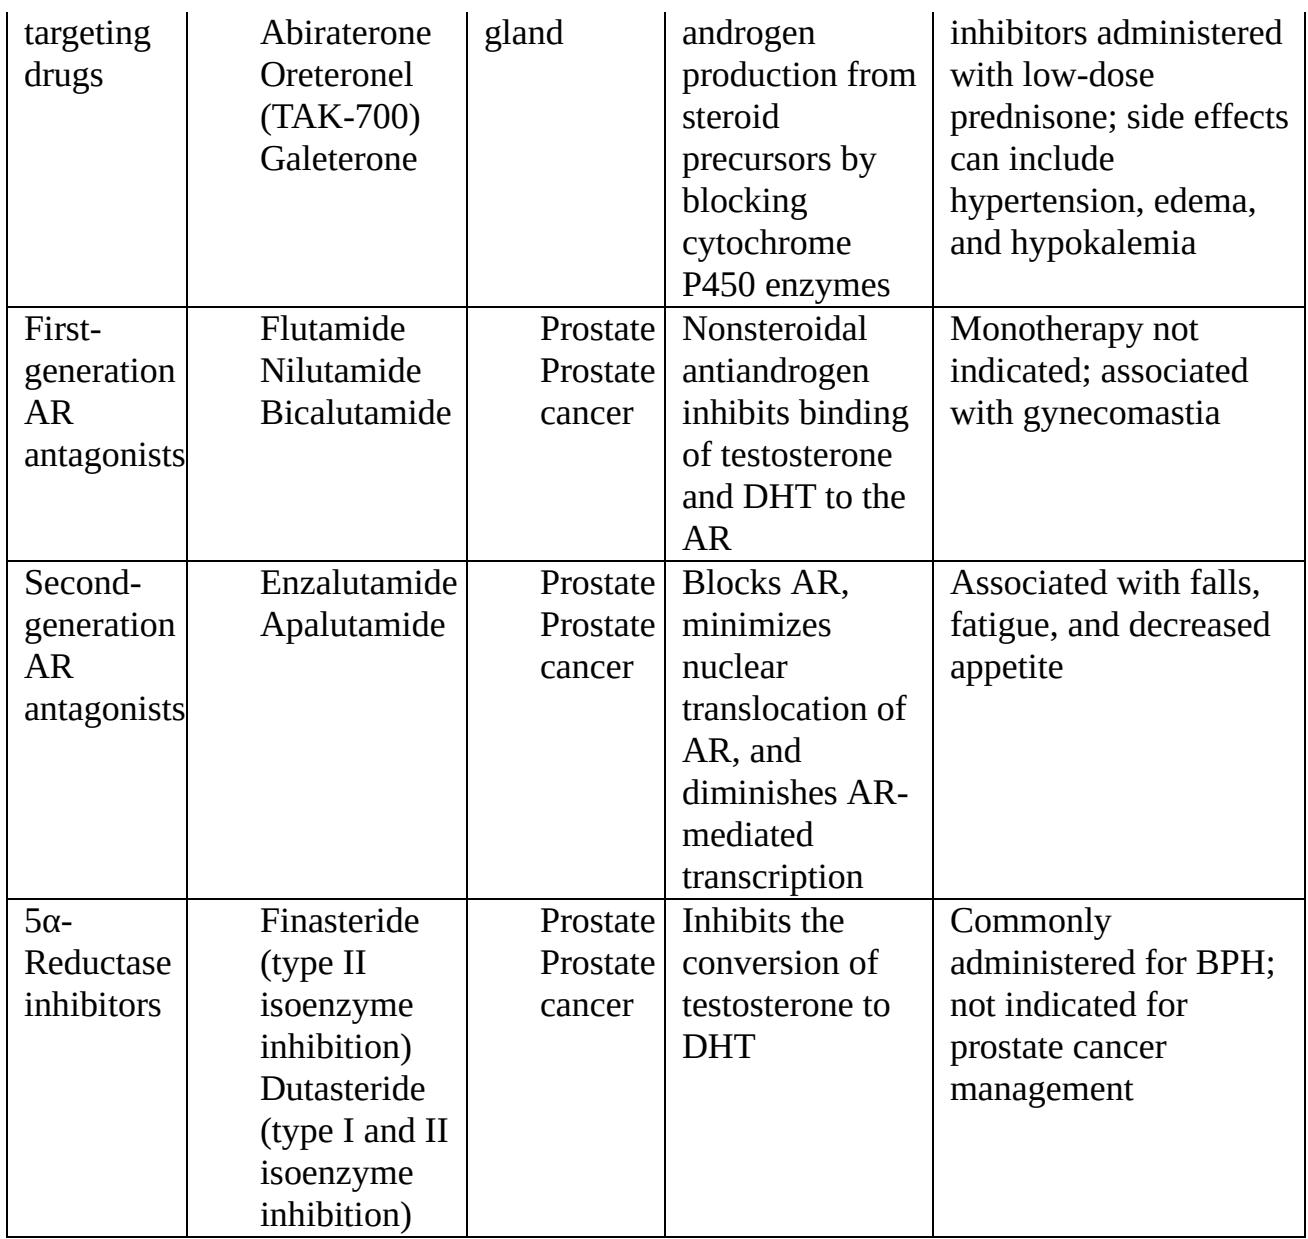 targeting
drugs
Abiraterone
Oreteronel
(TAK-700)
Galeterone
gland
androgen
production from
steroid
precursors by
blocking
cytochrome
P450 enzymes
inhibitors administered
with low-dose
prednisone; side effects
can include
hypertension, edema,
and hypokalemia
First-
generation
AR
antagonists
Flutamide
Nilutamide
Bicalutamide
Prostate
Prostate
cancer
Nonsteroidal
antiandrogen
inhibits binding
of testosterone
and DHT to the
AR
Monotherapy not
indicated; associated
with gynecomastia
Second-
generation
AR
antagonists
Enzalutamide
Apalutamide
Prostate
Prostate
cancer
Blocks AR,
minimizes
nuclear
translocation of
AR, and
diminishes AR-
mediated
transcription
Associated with falls,
fatigue, and decreased
appetite
5α-
Reductase
inhibitors
Finasteride
(type II
isoenzyme
inhibition)
Dutasteride
(type I and II
isoenzyme
inhibition)
Prostate
Prostate
cancer
Inhibits the
conversion of
testosterone to
DHT
Commonly
administered for BPH;
not indicated for
prostate cancer
management